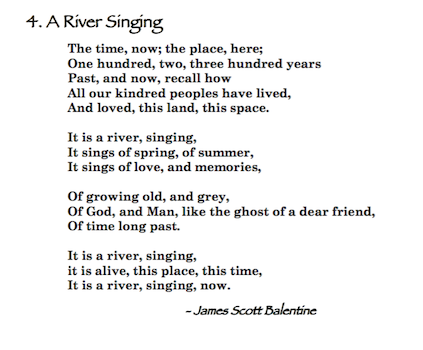 4. A River Singing
The time, now; the place, here;
One hundred, two, three hundred years
Past, and now, recall how
All our kindred peoples have lived,
And loved, this land, this space.
It is a river, singing,
It sings of spring, of summer,
It sings of love, and memories,
Of growing old, and grey,
Of God, and Man, like the ghost of a dear friend,
Of time long past.
It is a river, singing,
it is alive, this place, this time,
It is a river, singing, now.
- James Scott Balentine